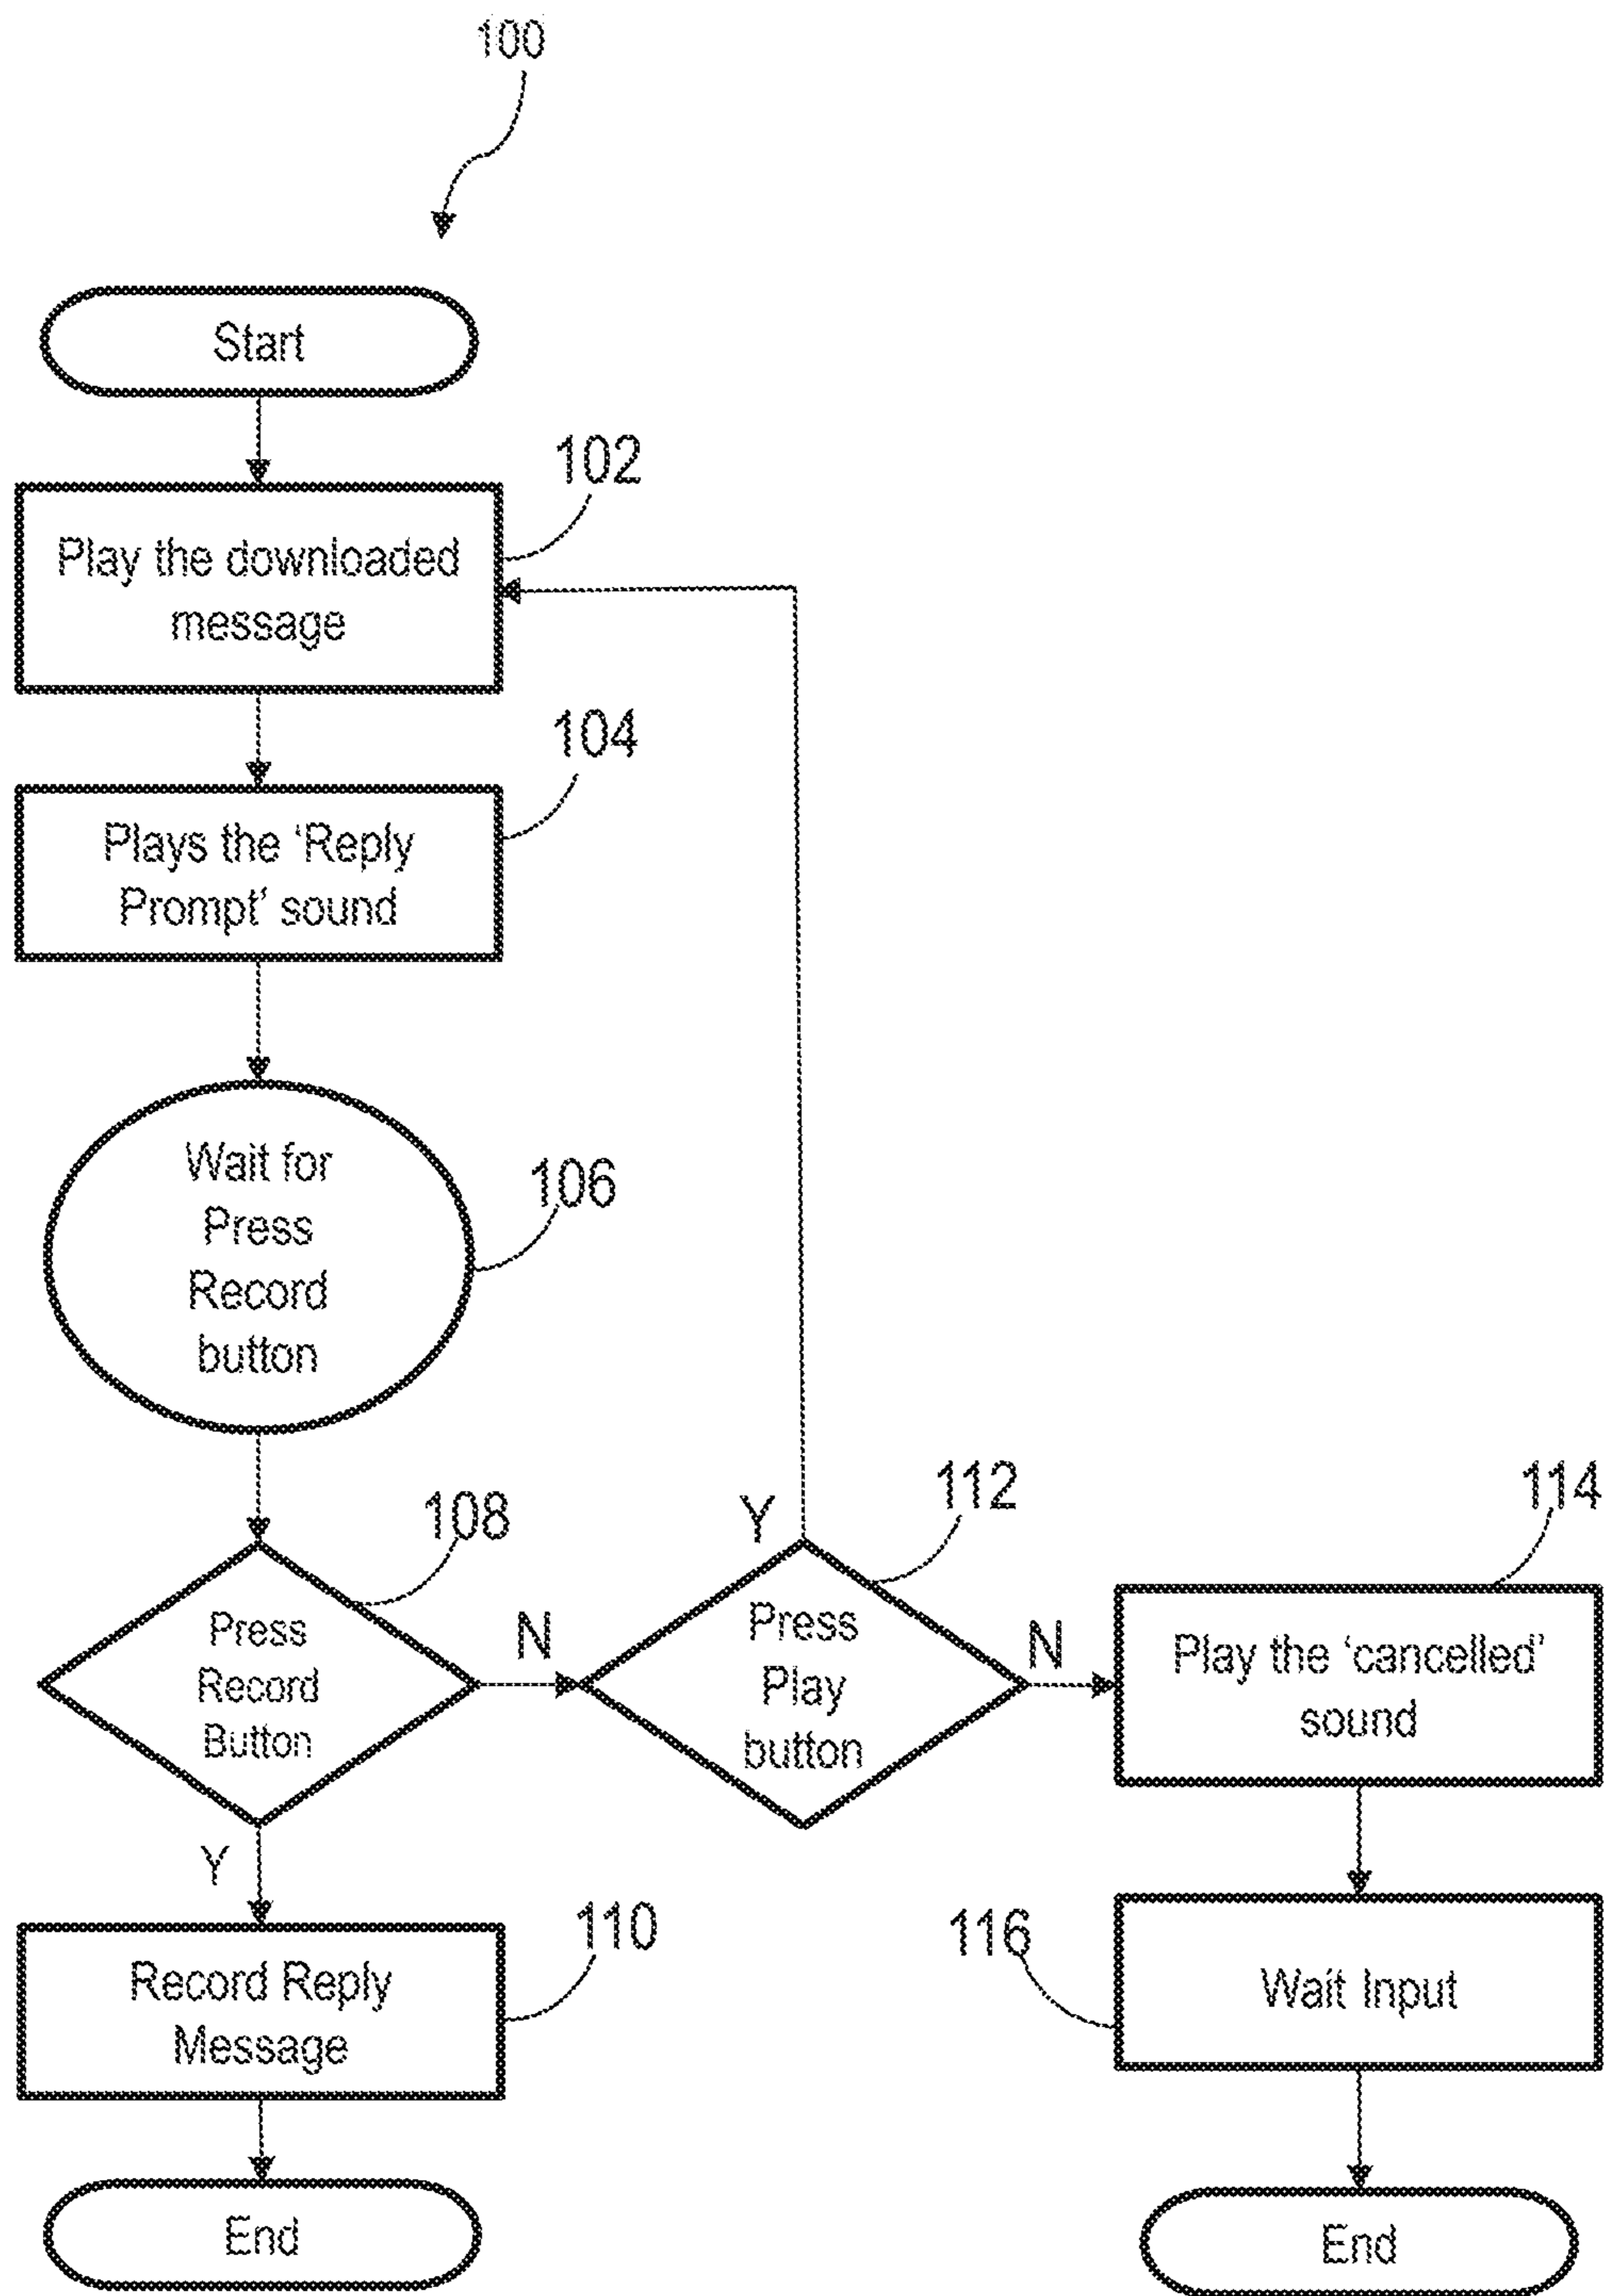 100
Start
102
Play the downloaded
message
104
Plays the ‘Reply
Prompt’ sound
106
Wait for
Press
Record
button
108
Press
Record
Button
N
Y
112
Press
Play
button
Y
N
114
Play the ‘cancelled’
sound
110
Record Reply
Message
116
Wait Input
End
End